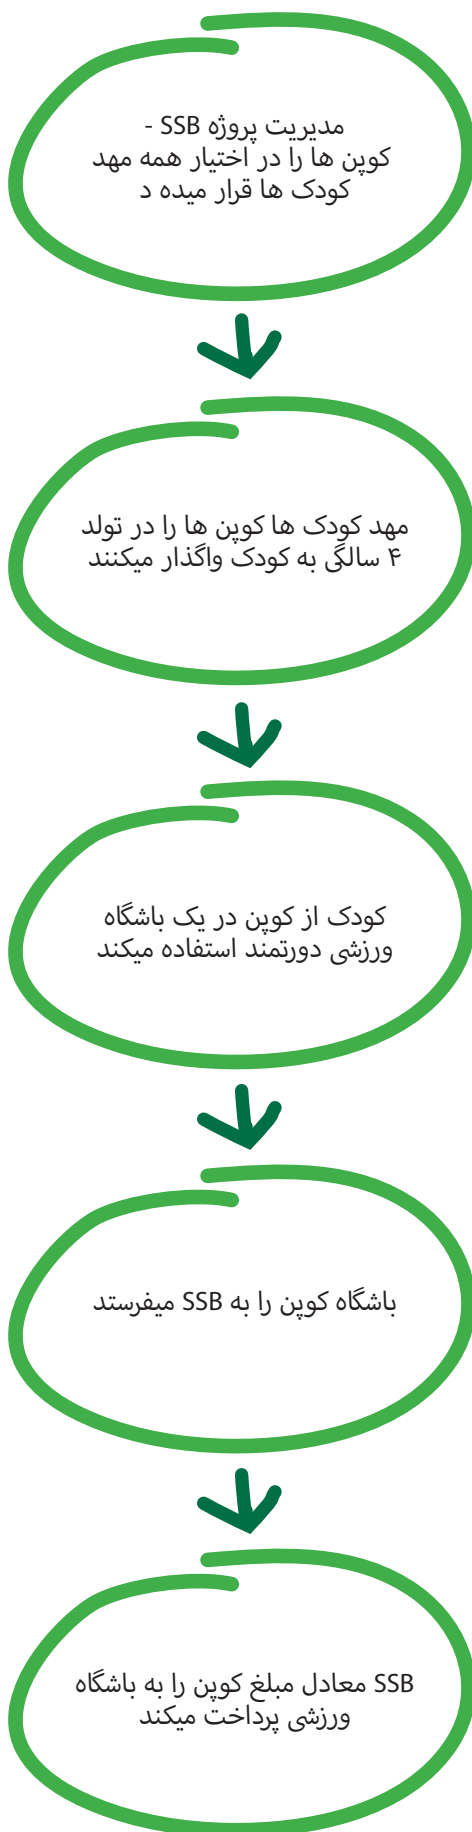 مدیریت پروژه SSB -
کوپن ها را در اختیار همه مهد
کودک ها قرار میده د
مهد کودک ها کوپن ها را در تولد
۴ سالگی به کودک واگذار میکنند
کودک از کوپن در یک باشگاه
ورزشی دورتمند استفاده میکند
باشگاه کوپن را به SSB میفرستد
SSB معادل مبلغ کوپن را به باشگاه
ورزشی پرداخت میکند